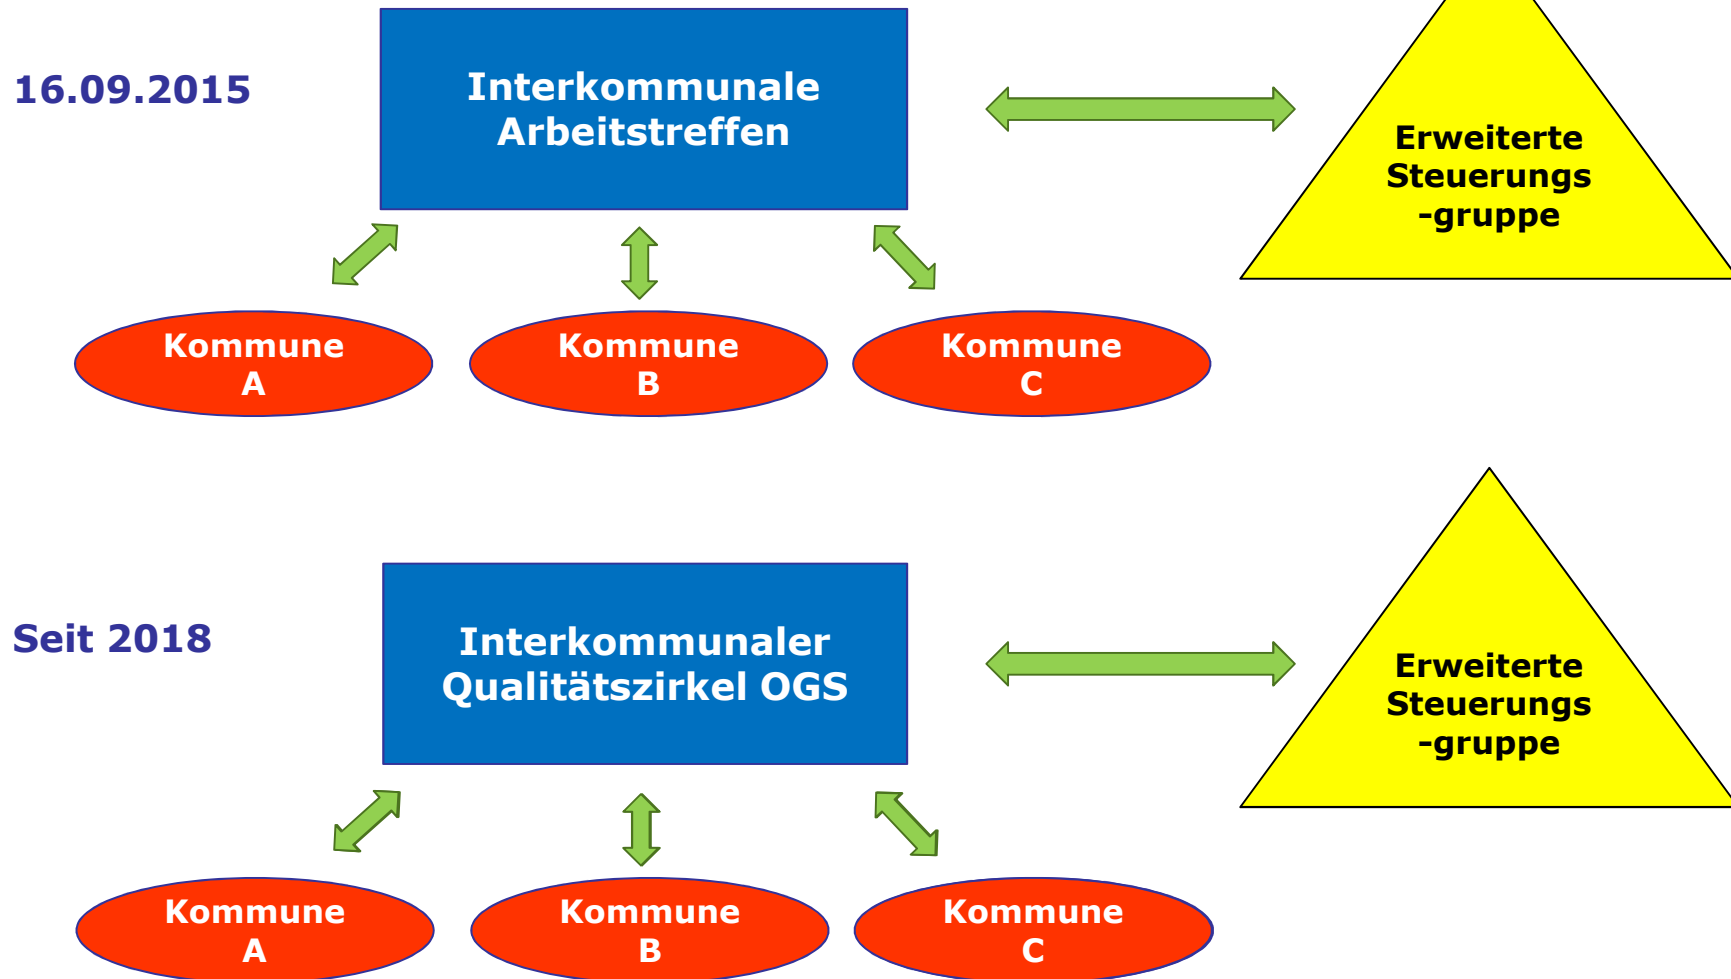 16.09.2015
Interkommunale
Arbeitstreffen
Erweiterte
Steuerungs
-gruppe
Kommune
A
Kommune
B
Kommune
C
Seit 2018
Interkommunaler
Qualitätszirkel OGS
Erweiterte
Steuerungs
-gruppe
Kommune
A
Kommune
B
Kommune
C